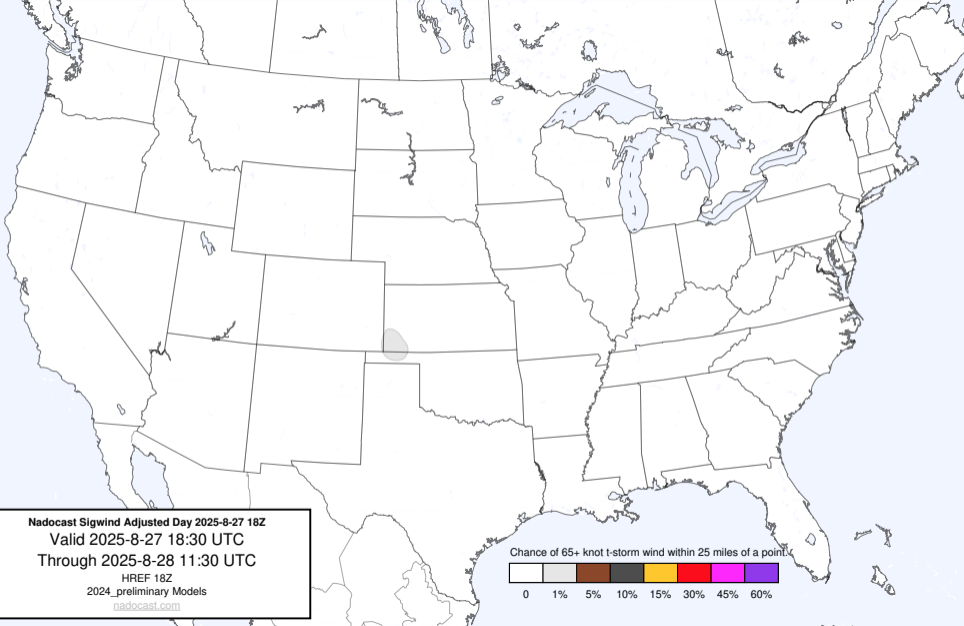 Nadocast Sigwind Adjusted Day 2025-8-27 18Z
Valid 2025-8-27 18:30 UTC
Through 2025-8-28 11:30 UTC
HREF 18Z
2024_preliminary Models
nadocast.com
Chance of 65+ knot t-storm wind within 25 miles of a point.
0 1% 5% 10% 15% 30% 45% 60%